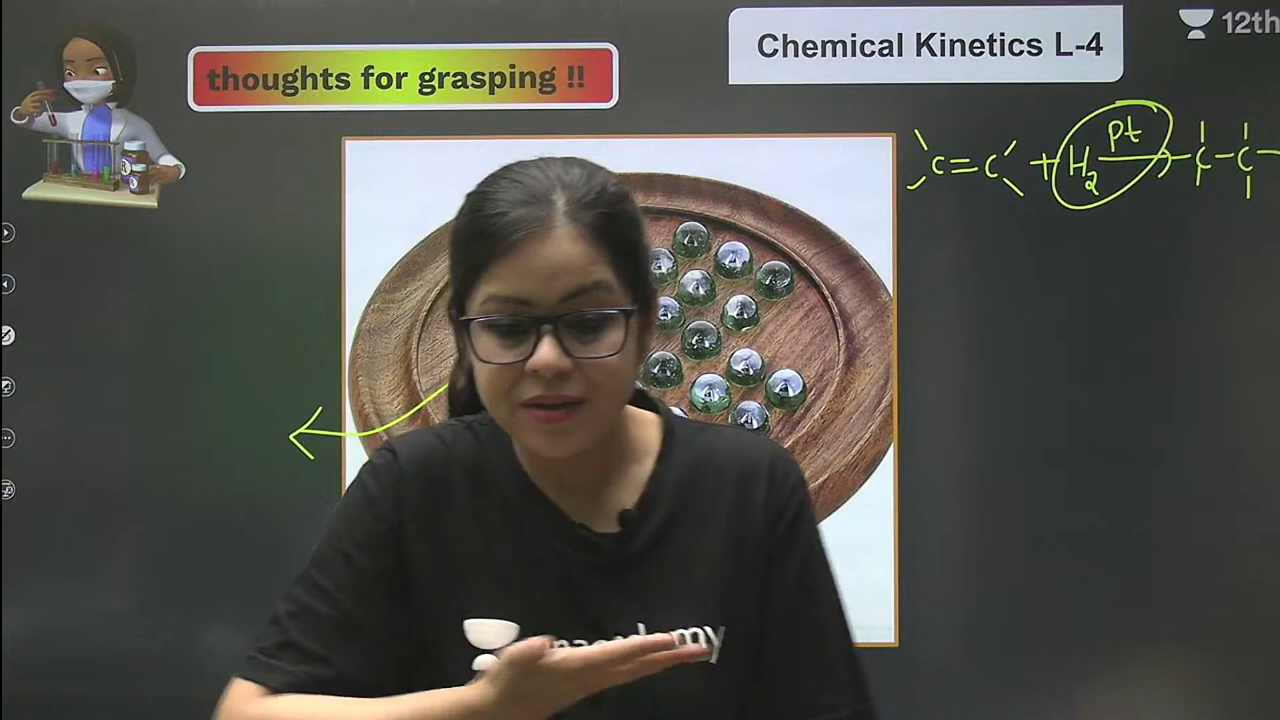 Chemical Kinetics L-4
12th
thoughts for grasping !!
C=C + H2 Pt C-C